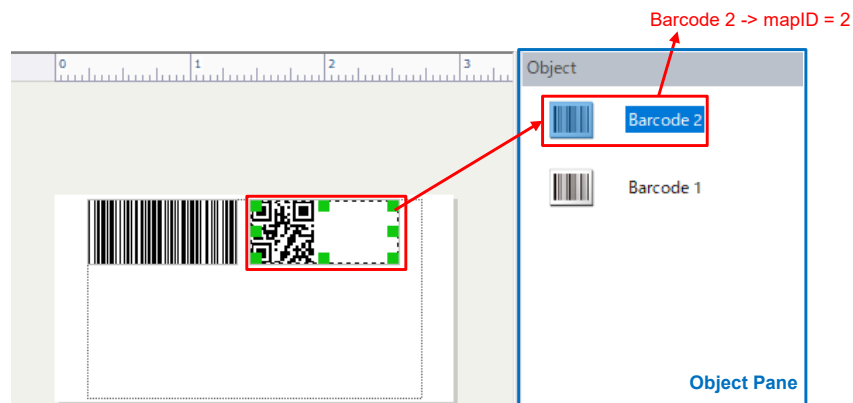 Barcode 2 -> mapID = 2
0 1 2 3
Object
Barcode 2
Barcode 1
Object Pane